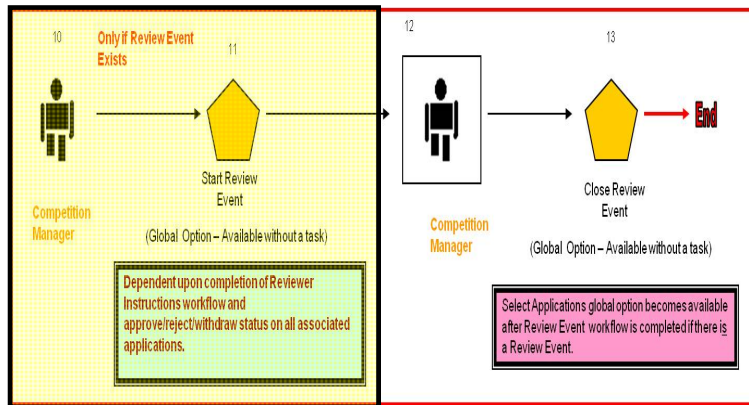 10
Only if Review Event
Exists
11
Start Review
Event
Competition
Manager
(Global Option – Available without a task)
Dependent upon completion of Reviewer
Instructions workflow and
approve/reject/withdraw status on all associated
applications.
12
13
End
Close Review
Event
Competition
Manager
(Global Option – Available without a task)
Select Applications global option becomes available
after Review Event workflow is completed if there is
a Review Event.